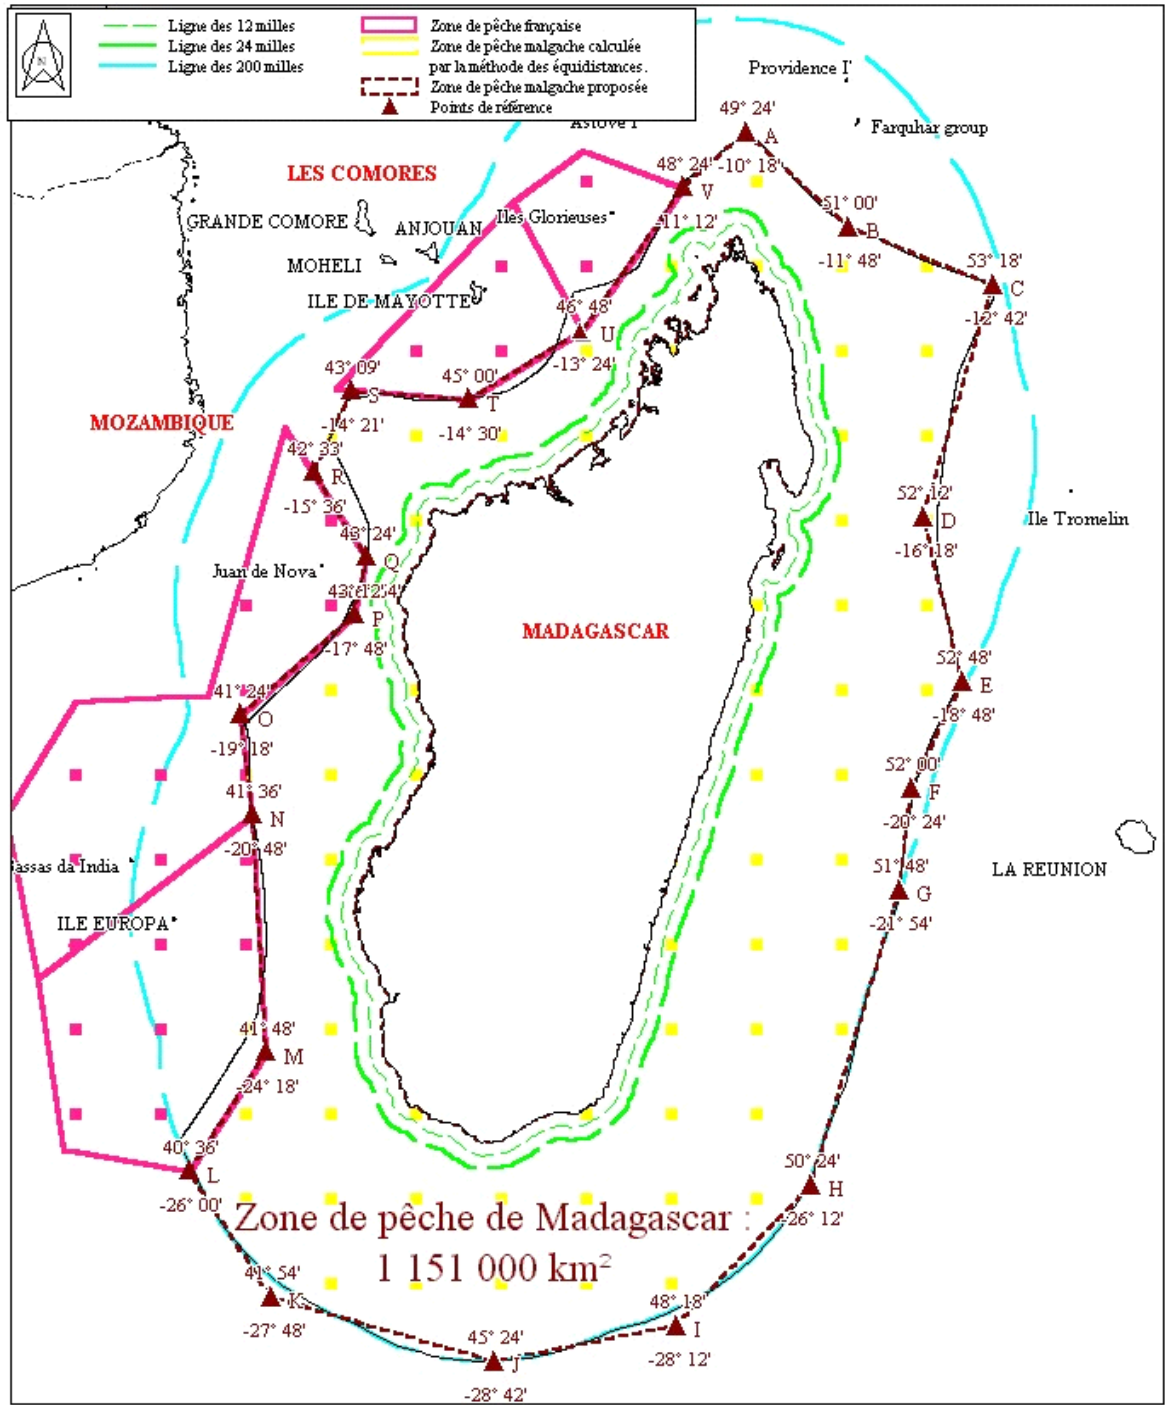 Ligne des 12 milles
Ligne des 24 milles
Ligne des 200 milles
Zone de pêche française
Zone de pêche malgache calculée
par la méthode des équidistances.
Zone de pêche malgache proposée
Points de référence
N
Providence I
49° 24'
A
-10° 18'
Farquhar group
LES COMORES
48° 24'
V
-11° 12'
GRANDE COMORE
ANJOUAN
Iles Glorieuses
51° 00'
B
-11° 48'
MOHELI
53° 18'
C
-12° 42'
ILE DE MAYOTTE
46° 48'
U
-13° 24'
43° 09'
S
-14° 21'
45° 00'
T
-14° 30'
MOZAMBIQUE
42° 33'
R
-15° 36'
52° 12'
D
-16° 18'
Ile Tromelin
43° 24'
Q
Juan de Nova
P
-17° 48'
MADAGASCAR
52° 48'
E
-18° 48'
41° 24'
O
-19° 18'
52° 00'
F
-20° 24'
41° 36'
N
-20° 48'
da India
LA REUNION
51° 48'
G
-21° 54'
ILE EUROPA
41° 48'
M
-24° 18'
40° 36'
L
-26° 00'
50° 24'
H
-26° 12'
Zone de pêche de Madagascar :
1 151 000 km²
41° 54'
K
-27° 48'
48° 18'
I
-28° 12'
45° 24'
J
-28° 42'